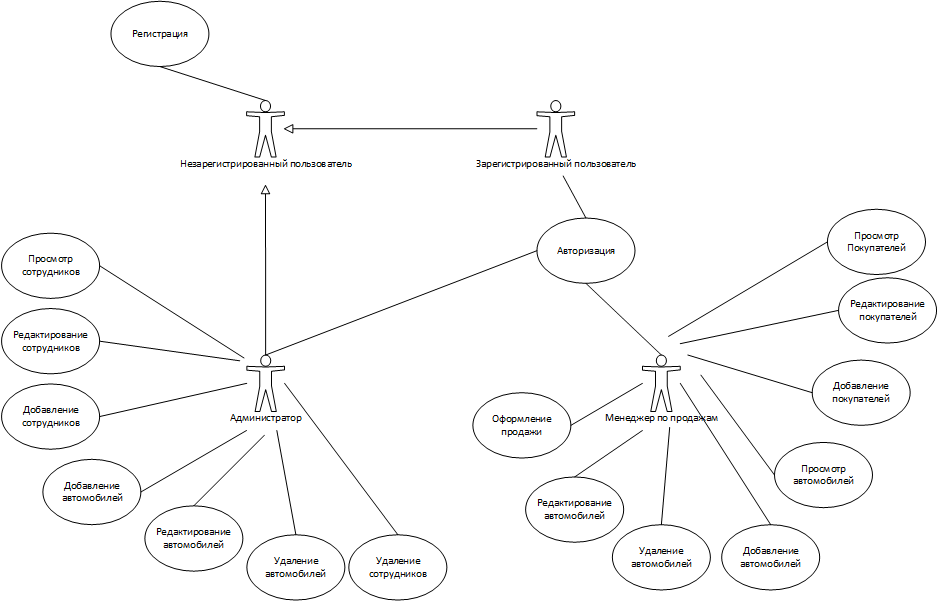 Регистрация
Незарегистрированный пользователь
Зарегистрированный пользователь
Авторизация
Просмотр
Покупателей
Просмотр
сотрудников
Редактирование
покупателей
Редактирование
сотрудников
Добавление
покупателей
Добавление
сотрудников
Администратор
Менеджер по продажам
Оформление
продажи
Просмотр
автомобилей
Добавление
автомобилей
Редактирование
автомобилей
Редактирование
автомобилей
Удаление
автомобилей
Удаление
сотрудников
Удаление
автомобилей
Добавление
автомобилей